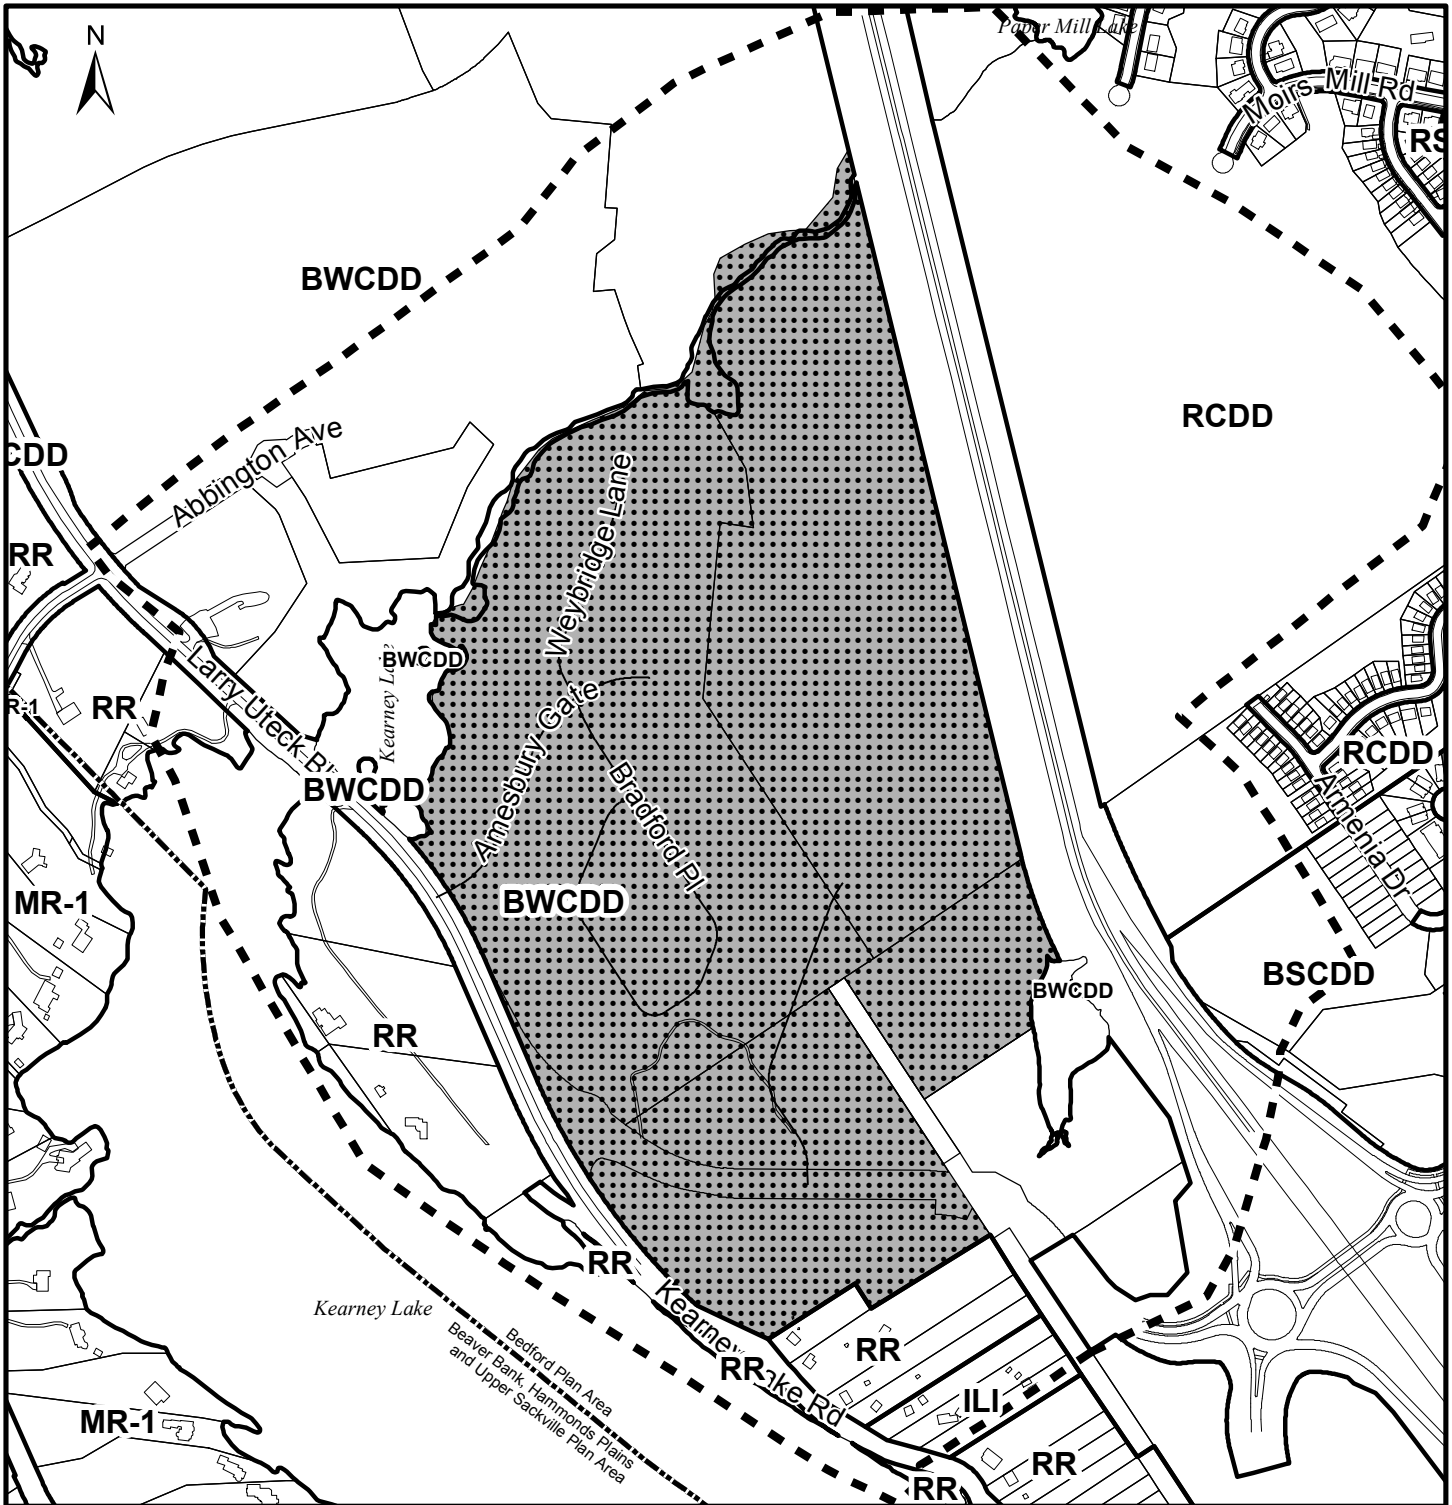 N
Paper Mill Lake
Moirs Mill Rd
RS
BWCDD
RCDD
CDD
Abbington Ave
RR
Weybridge Lane
BWCDD
Kearney Lake
Larry Uteck
RR
R-1
Amesbury Gate
Bradford Pl
RCDD
Armenia Dr
C
BWCDD
MR-1
BWCDD
BSCDD
BWCDD
RR
RR
Kearney Lake
Kearney Lake Rd
Bedford Plan Area
Beaver Bank, Hammonds Plains
and Upper Sackville Plan Area
RR
RR
ILI
MR-1
RR
RR